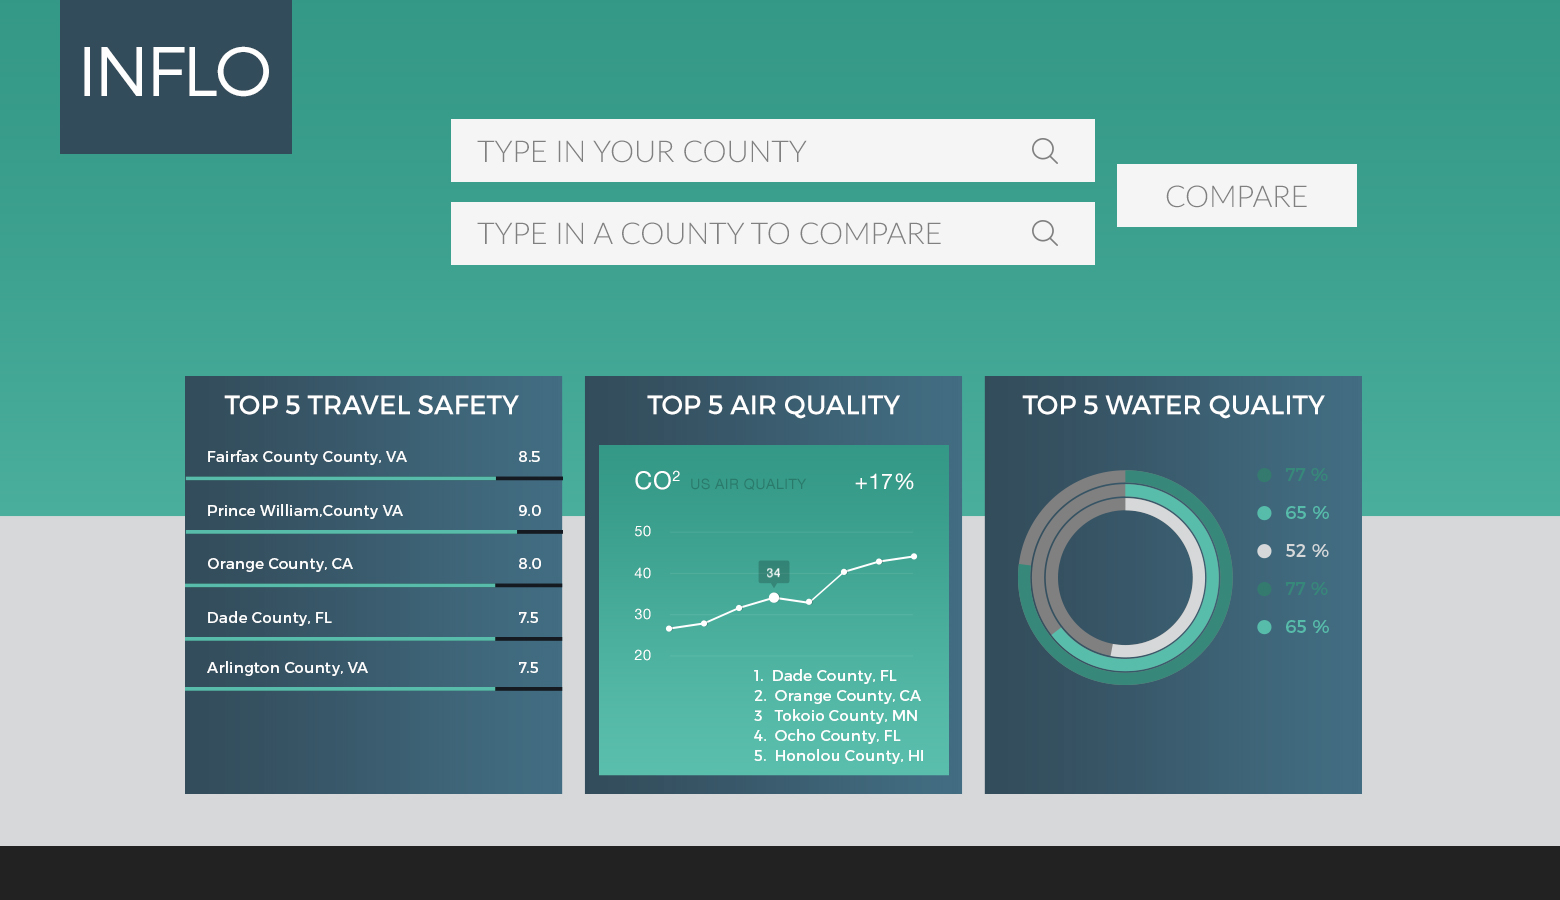 INFLO
TYPE IN YOUR COUNTY
TYPE IN A COUNTY TO COMPARE
COMPARE
TOP 5 TRAVEL SAFETY
Fairfax County County, VA 8.5
Prince William,County VA 9.0
Orange County, CA 8.0
Dade County, FL 7.5
Arlington County, VA 7.5
TOP 5 AIR QUALITY
CO² US AIR QUALITY +17%
50
40
34
30
20
1. Dade County, FL
2. Orange County, CA
3 Tokoio County, MN
4. Ocho County, FL
5. Honolou County, HI
TOP 5 WATER QUALITY
77 %
65 %
52 %
77 %
65 %